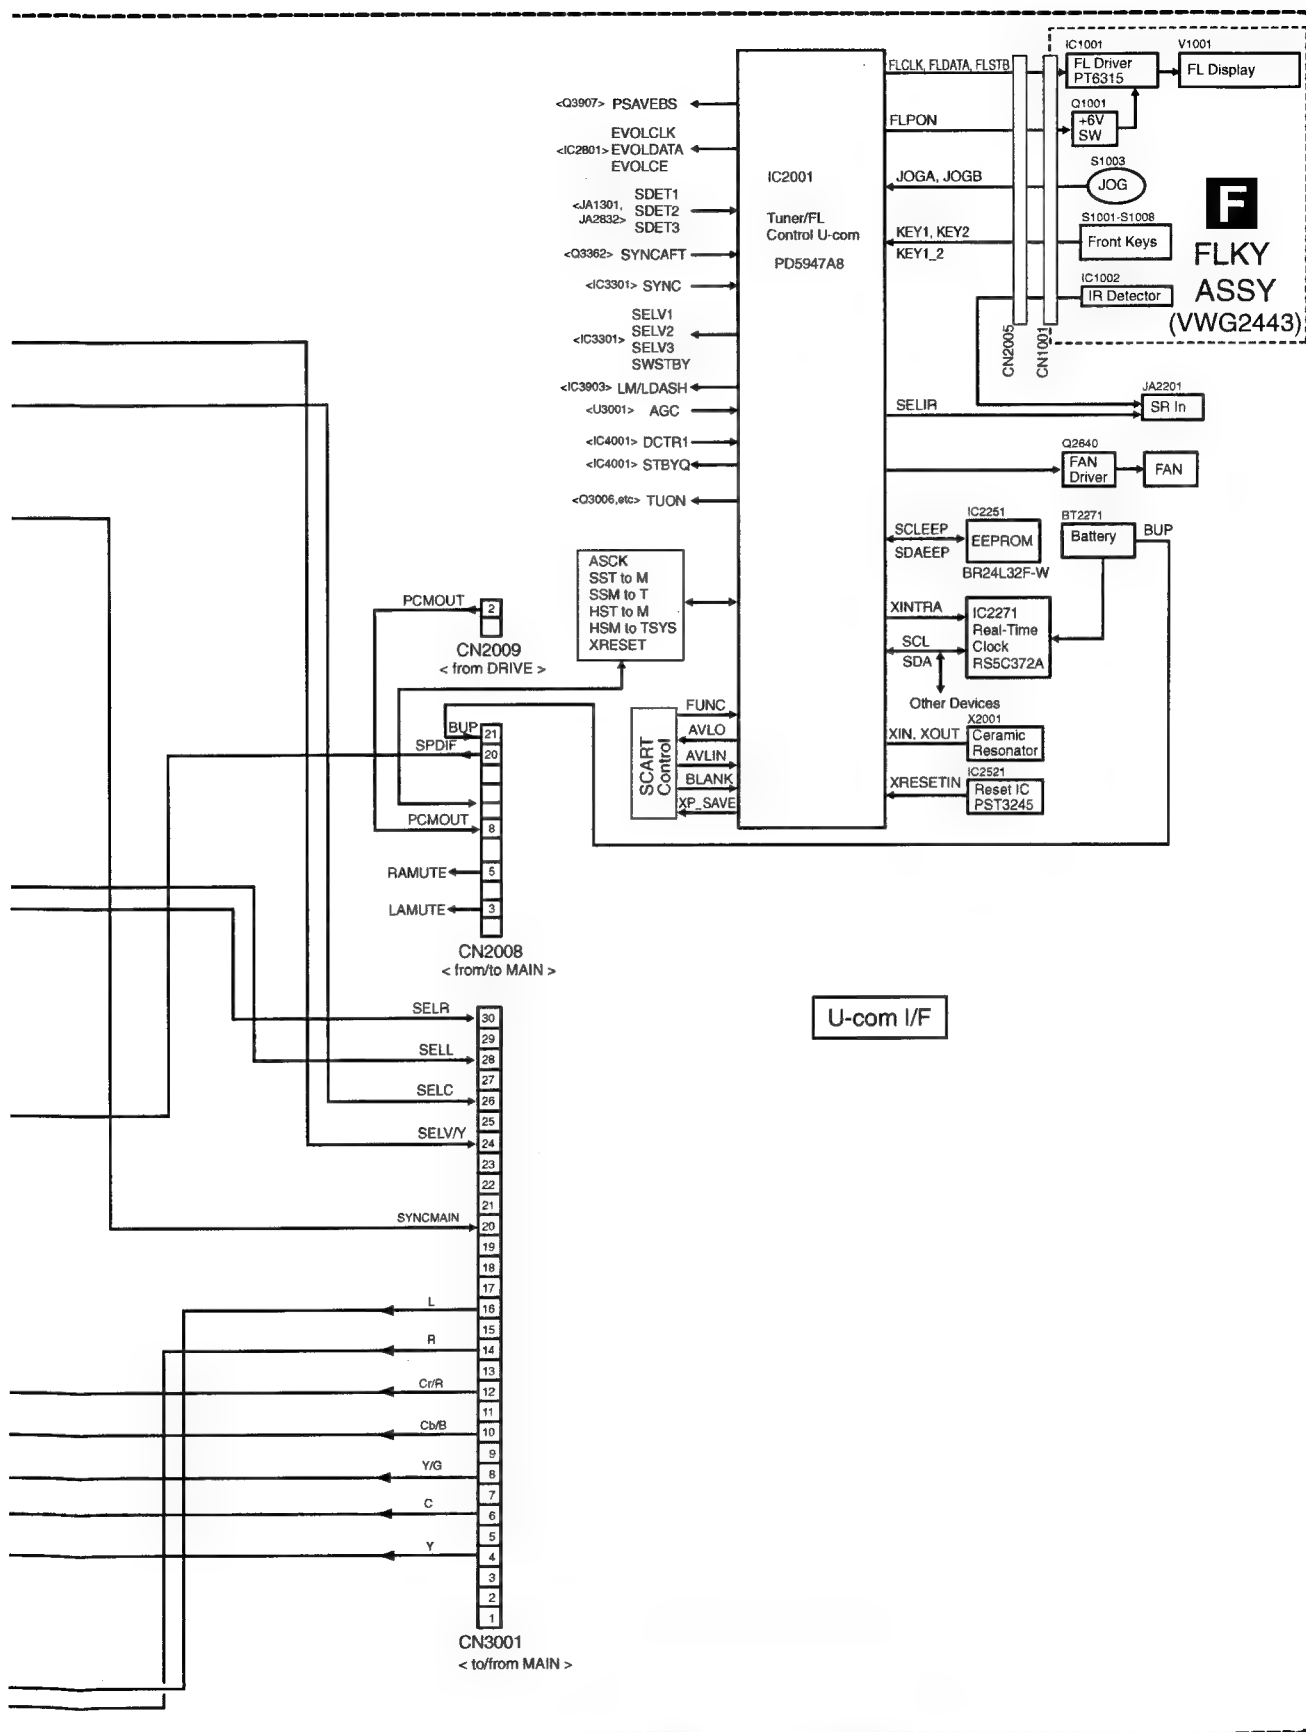 <Q3907> PSAVEBS
EVOLCLK
<IC2801> EVOLDATA
EVOLCE
SDET1
<JA1301, SDET2
JA2832> SDET3
<Q3362> SYNCAFT
<IC3301> SYNC
SELV1
SELV2
<IC3301>
SELV3
SWSTBY
<IC3903> LM/LDASH
<U3001> AGC
<IC4001> DCTR1
<IC4001> STBYQ
<Q3006,etc> TUON
ASCK
SST to M
SSM to T
HST to M
HSM to TSYS
XRESET
SCART
Control
FUNC
AVLO
AVLIN
BLANK
XP_SAVE
IC2001
Tuner/FL
Control U-com
PD5947A8
FLCLK, FLDATA, FLSTB
FLPON
JOGA, JOGB
KEY1, KEY2
KEY1_2
SELIR
SCLEEP
SDAEEP
XINTRA
SCL
SDA
Other Devices
XIN, XOUT
XRESETIN
CN2005
CN1001
IC1001
FL Driver
PT6315
V1001
FL Display
Q1001
+6V
SW
S1003
JOG
S1001-S1008
Front Keys
IC1002
IR Detector
F
FLKY
ASSY
(VWG2443)
JA2201
SR In
Q2640
FAN
Driver
FAN
IC2251
EEPROM
BR24L32F-W
BT2271
Battery
BUP
IC2271
Real-Time
Clock
RS5C372A
X2001
Ceramic
Resonator
IC2521
Reset IC
PST3245
PCMOUT
2
CN2009
< from DRIVE >
BUP
21
SPDIF
20
PCMOUT
8
RAMUTE
5
LAMUTE
3
CN2008
< from/to MAIN >
U-com I/F
SELR
30
29
SELL
28
27
SELC
26
25
SELV/Y
24
23
22
21
SYNCMAIN
20
19
18
17
L
16
15
R
14
13
Cr/R
12
11
Cb/B
10
9
Y/G
8
7
C
6
5
Y
4
3
2
1
CN3001
< to/from MAIN >